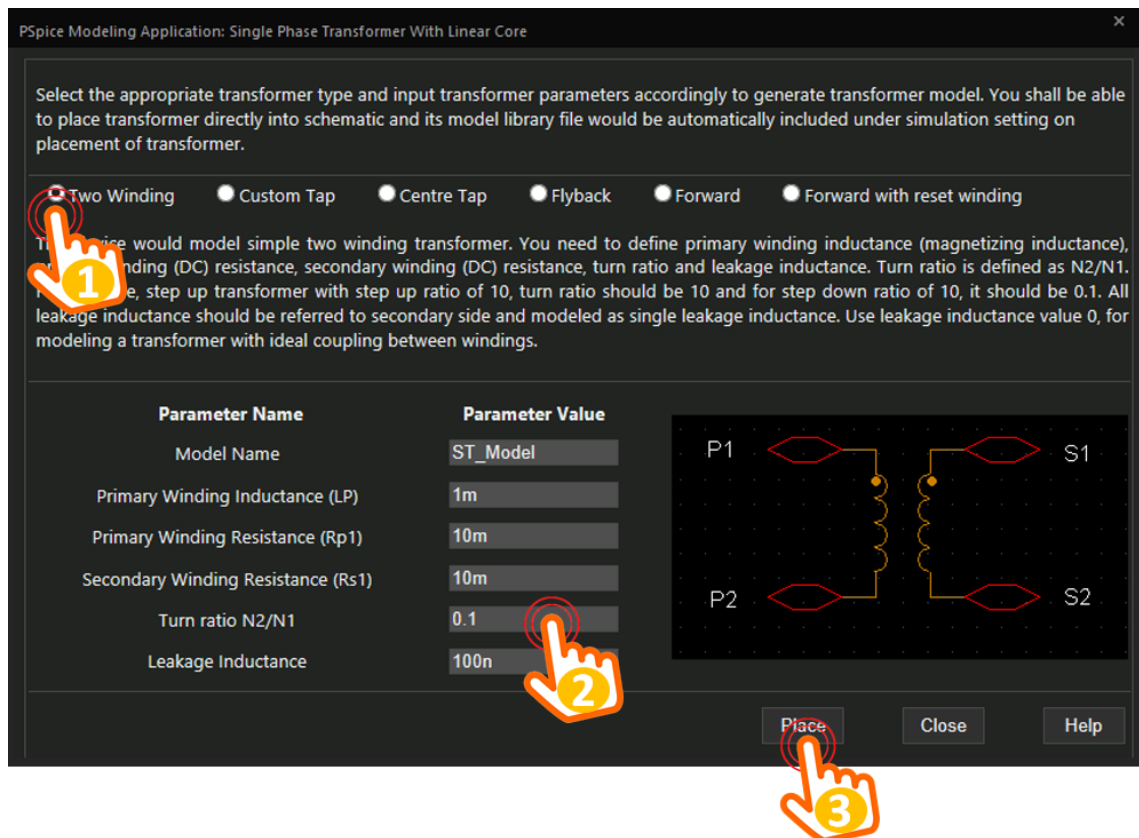 PSpice Modeling Application: Single Phase Transformer With Linear Core
×
Select the appropriate transformer type and input transformer parameters accordingly to generate transformer model. You shall be able
to place transformer directly into schematic and its model library file would be automatically included under simulation setting on
placement of transformer.
Two Winding Custom Tap Centre Tap Flyback Forward Forward with reset winding
would model simple two winding transformer. You need to define primary winding inductance (magnetizing inductance),
(DC) resistance, secondary winding (DC) resistance, turn ratio and leakage inductance. Turn ratio is defined as N2/N1.
step up transformer with step up ratio of 10, turn ratio should be 10 and for step down ratio of 10, it should be 0.1. All
leakage inductance should be referred to secondary side and modeled as single leakage inductance. Use leakage inductance value 0, for
modeling a transformer with ideal coupling between windings.
1
Parameter Name Parameter Value
Model Name ST_Model
Primary Winding Inductance (LP) 1m
Primary Winding Resistance (Rp1) 10m
Secondary Winding Resistance (Rs1) 10m
Turn ratio N2/N1 0.1
Leakage Inductance 100n
2
P1 S1
P2 S2
Place Close Help
3